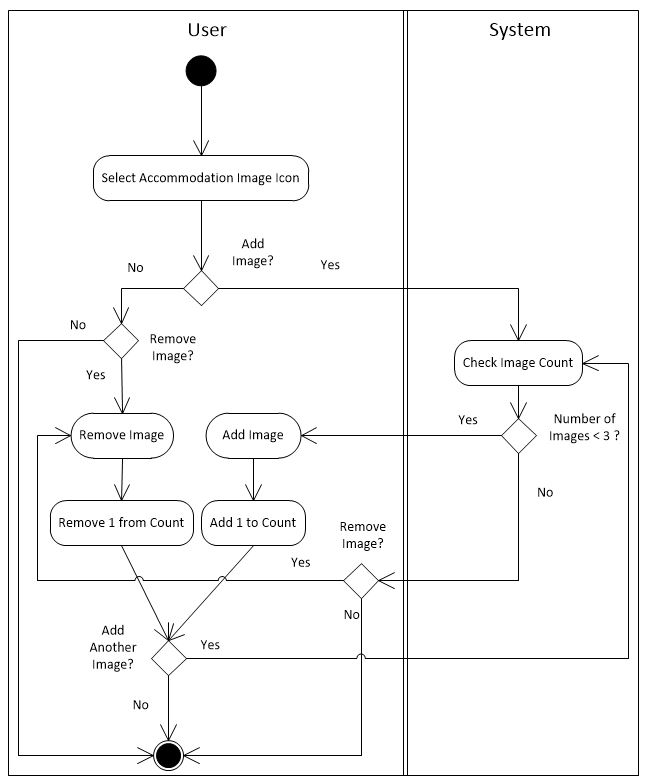 User
System
Select Accommodation Image Icon
Add
Image?
No
Yes
No
Remove
Image?
Yes
Check Image Count
Remove Image
Add Image
Yes
Number of
Images < 3 ?
No
Remove 1 from Count
Add 1 to Count
Remove
Image?
Yes
No
Add
Another
Image?
Yes
No